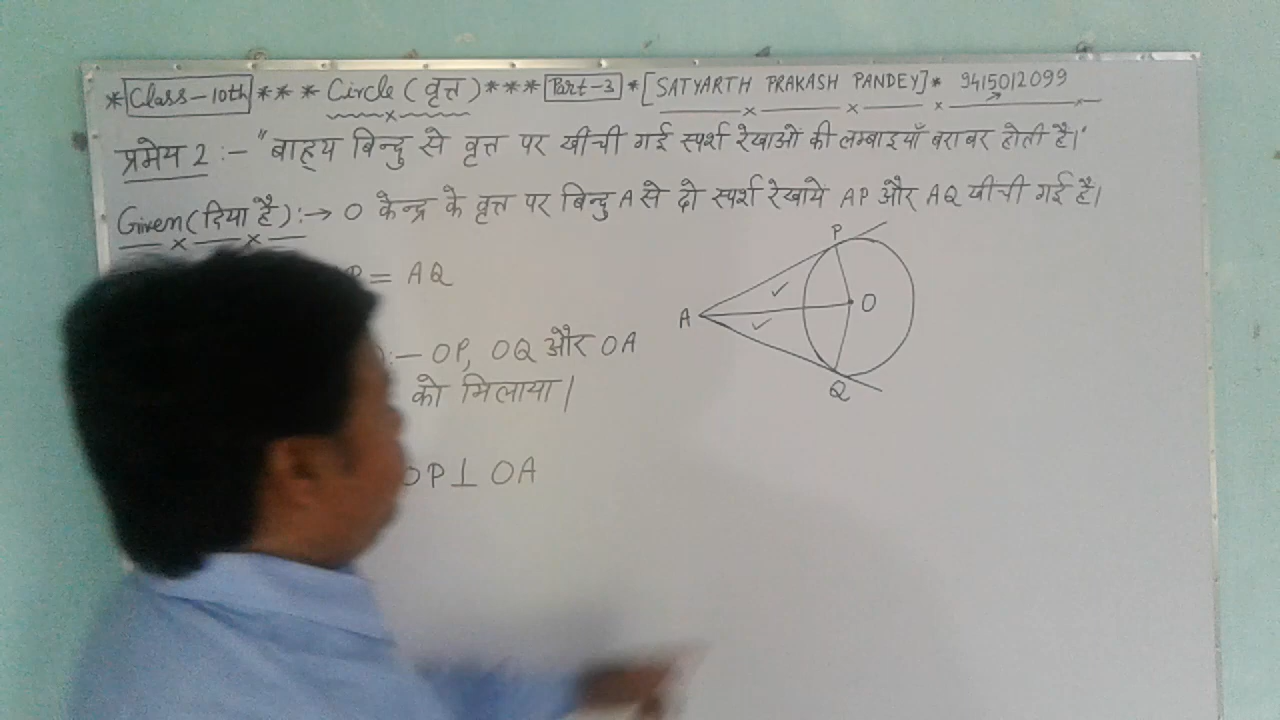 *Class-10th*** Circle (वृत्त)***Part-3*[SATYARTH PRAKASH PANDEY]* 9415012099
प्रमेय 2 :- "बाह्य बिन्दु से वृत्त पर खींची गई स्पर्श रेखाओं की लम्बाइयाँ बराबर होती है।"
Given (दिया है) :→ O केन्द्र के वृत्त पर बिन्दु A से दो स्पर्श रेखायें AP और AQ खींची गई है।
P = AQ
:- OP, OQ और OA
को मिलाया।
OP⊥ OA
P
A
O
Q